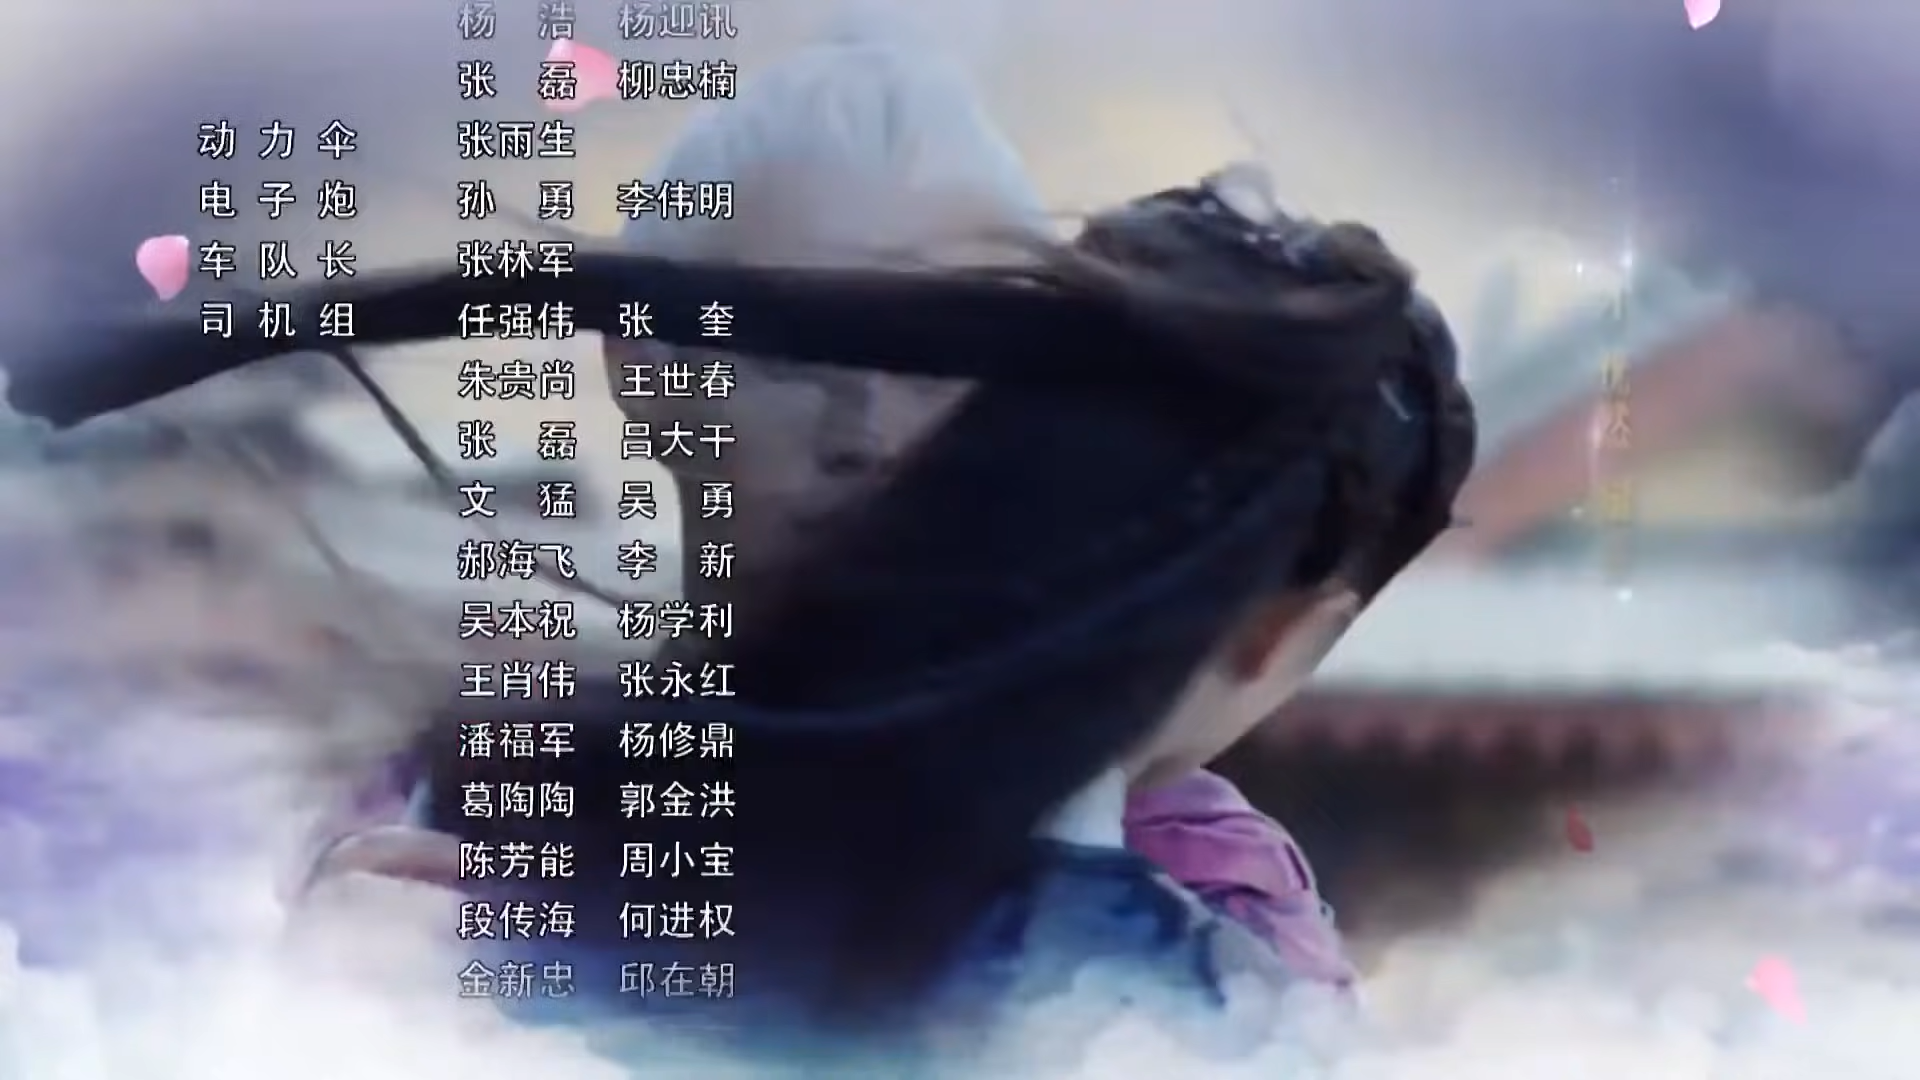 杨　浩　杨迎讯
张　磊　柳忠楠
动力伞　张雨生
电子炮　孙　勇　李伟明
车队长　张林军
司机组　任强伟　张　奎
朱贵尚　王世春
张　磊　吕大干
文　猛　吴　勇
郝海飞　李　新
吴本祝　杨学利
王肖伟　张永红
潘福军　杨修鼎
葛陶陶　郭金洪
陈芳能　周小宝
段传海　何进权
金新忠　邱在朝